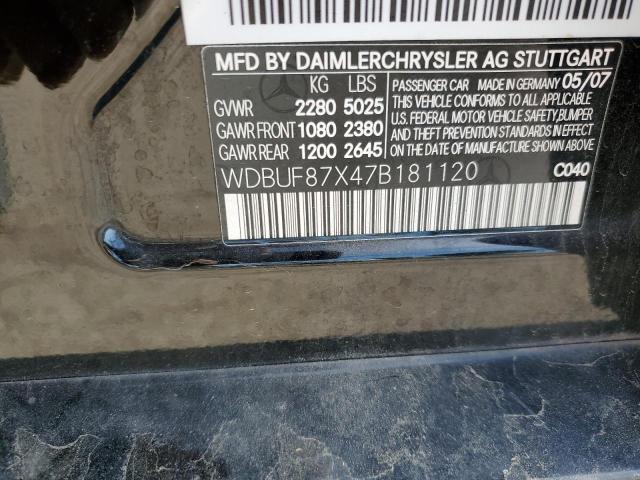 MFD BY DAIMLERCHRYSLER AG STUTTGART
KG LBS
GVWR 2280 5025
GAWR FRONT 1080 2380
GAWR REAR 1200 2645
PASSENGER CAR MADE IN GERMANY 05/07
THIS VEHICLE CONFORMS TO ALL APPLICABLE
U.S. FEDERAL MOTOR VEHICLE SAFETY, BUMPER
AND THEFT PREVENTION STANDARDS IN EFFECT
ON THE DATE OF MANUFACTURE SHOWN ABOVE.
WDBUF87X47B181120
C040